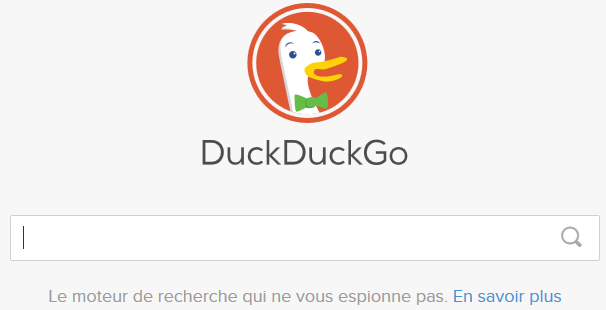 DuckDuckGo
Le moteur de recherche qui ne vous espionne pas. En savoir plus